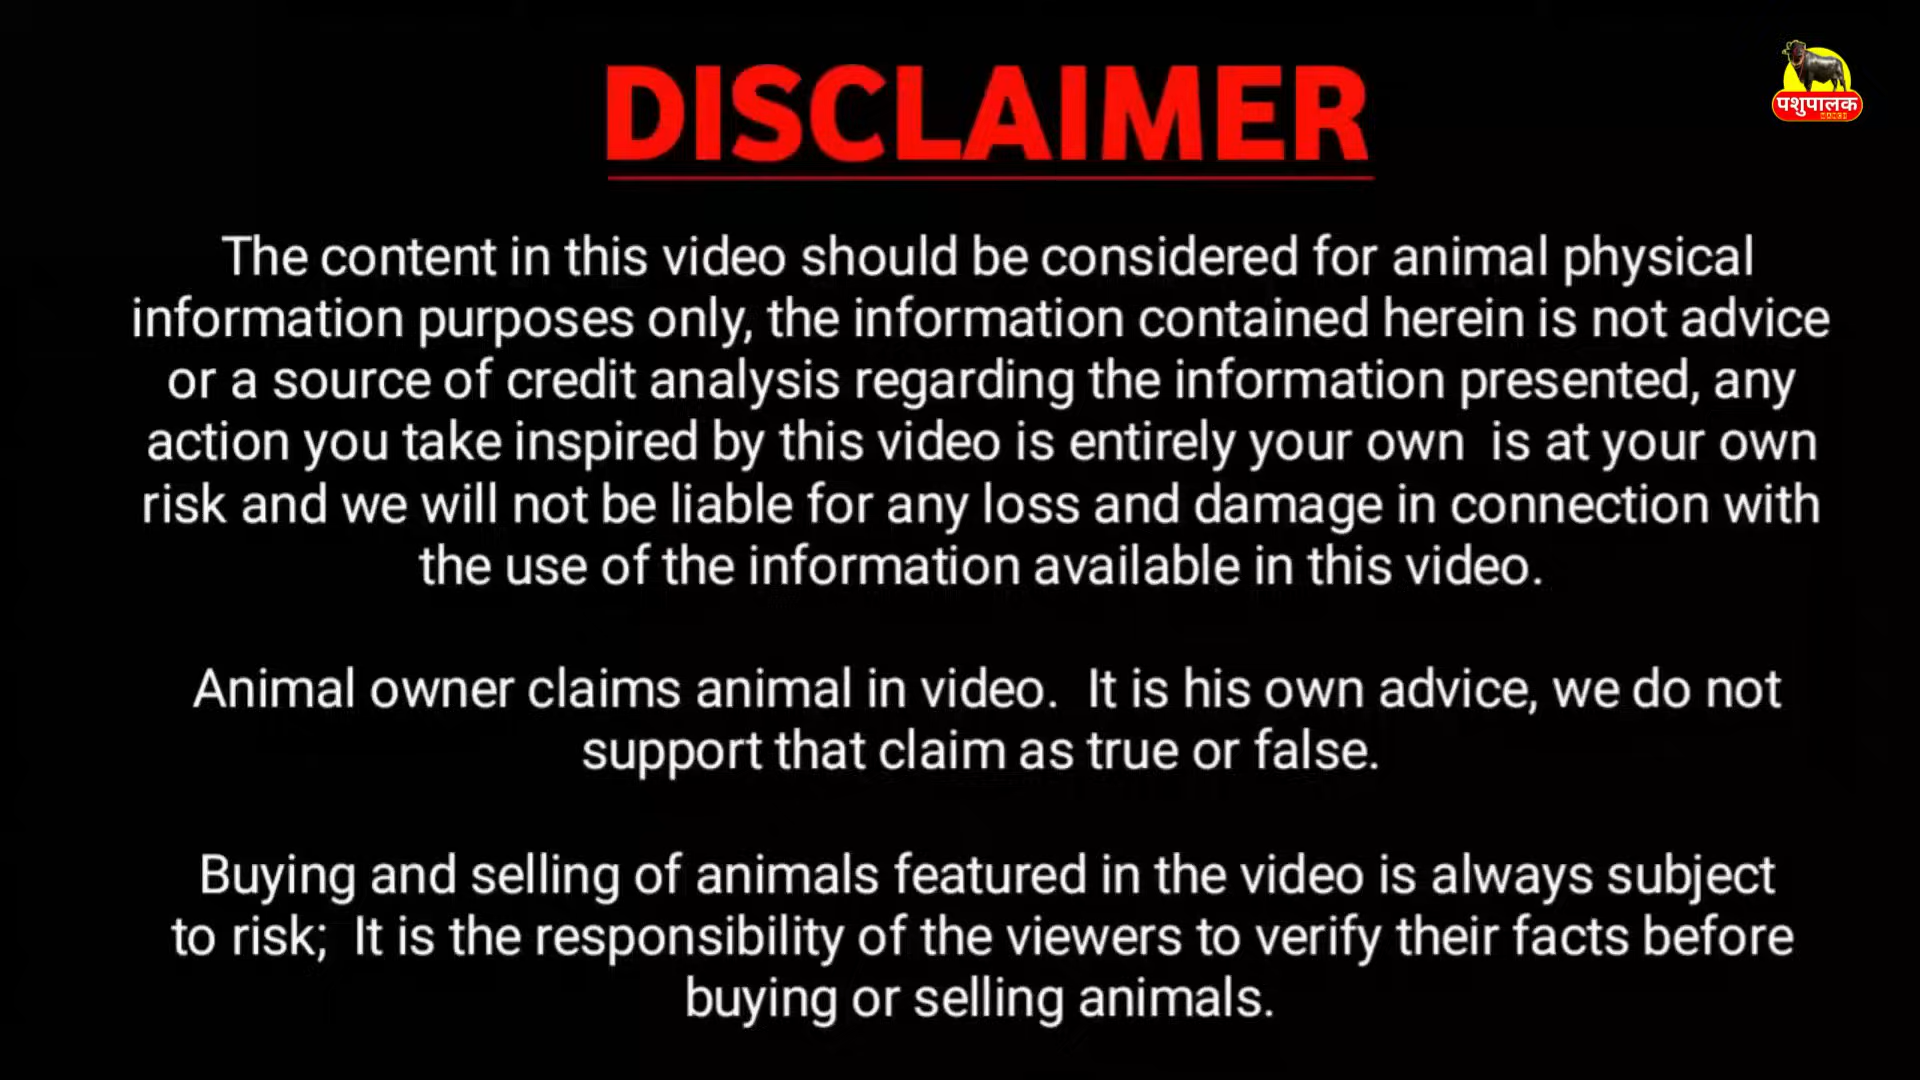 DISCLAIMER
पशुपालक
The content in this video should be considered for animal physical
information purposes only, the information contained herein is not advice
or a source of credit analysis regarding the information presented, any
action you take inspired by this video is entirely your own  is at your own
risk and we will not be liable for any loss and damage in connection with
the use of the information available in this video.
Animal owner claims animal in video.  It is his own advice, we do not
support that claim as true or false.
Buying and selling of animals featured in the video is always subject
to risk;  It is the responsibility of the viewers to verify their facts before
buying or selling animals.